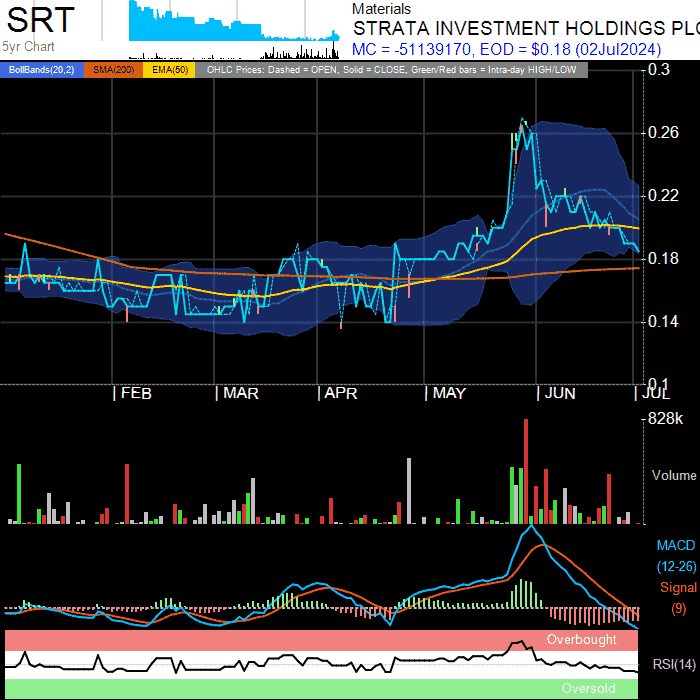 SRT
5yr Chart
Materials
STRATA INVESTMENT HOLDINGS PLC
MC = -51139170, EOD = $0.18 (02Jul2024)
BollBands(20,2) SMA(200) EMA(50) OHLC Prices: Dashed = OPEN, Solid = CLOSE, Green/Red bars = Intra-day HIGH/LOW
0.3
0.26
0.22
0.18
0.14
0.1
FEB MAR APR MAY JUN JUL
828k
Volume
MACD
(12-26)
Signal
(9)
Overbought
RSI(14)
Oversold